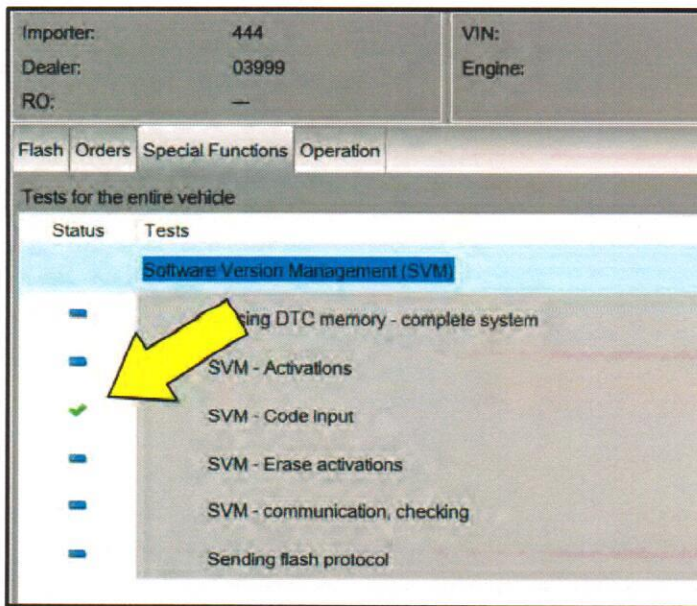 Importer: 444 VIN:
Dealer: 03999 Engine:
RO: —
Flash Orders Special Functions Operation
Tests for the entire vehicle
Status Tests
Software Version Management (SVM)
DTC memory - complete system
SVM - Activations
SVM - Code input
SVM - Erase activations
SVM - communication, checking
Sending flash protocol